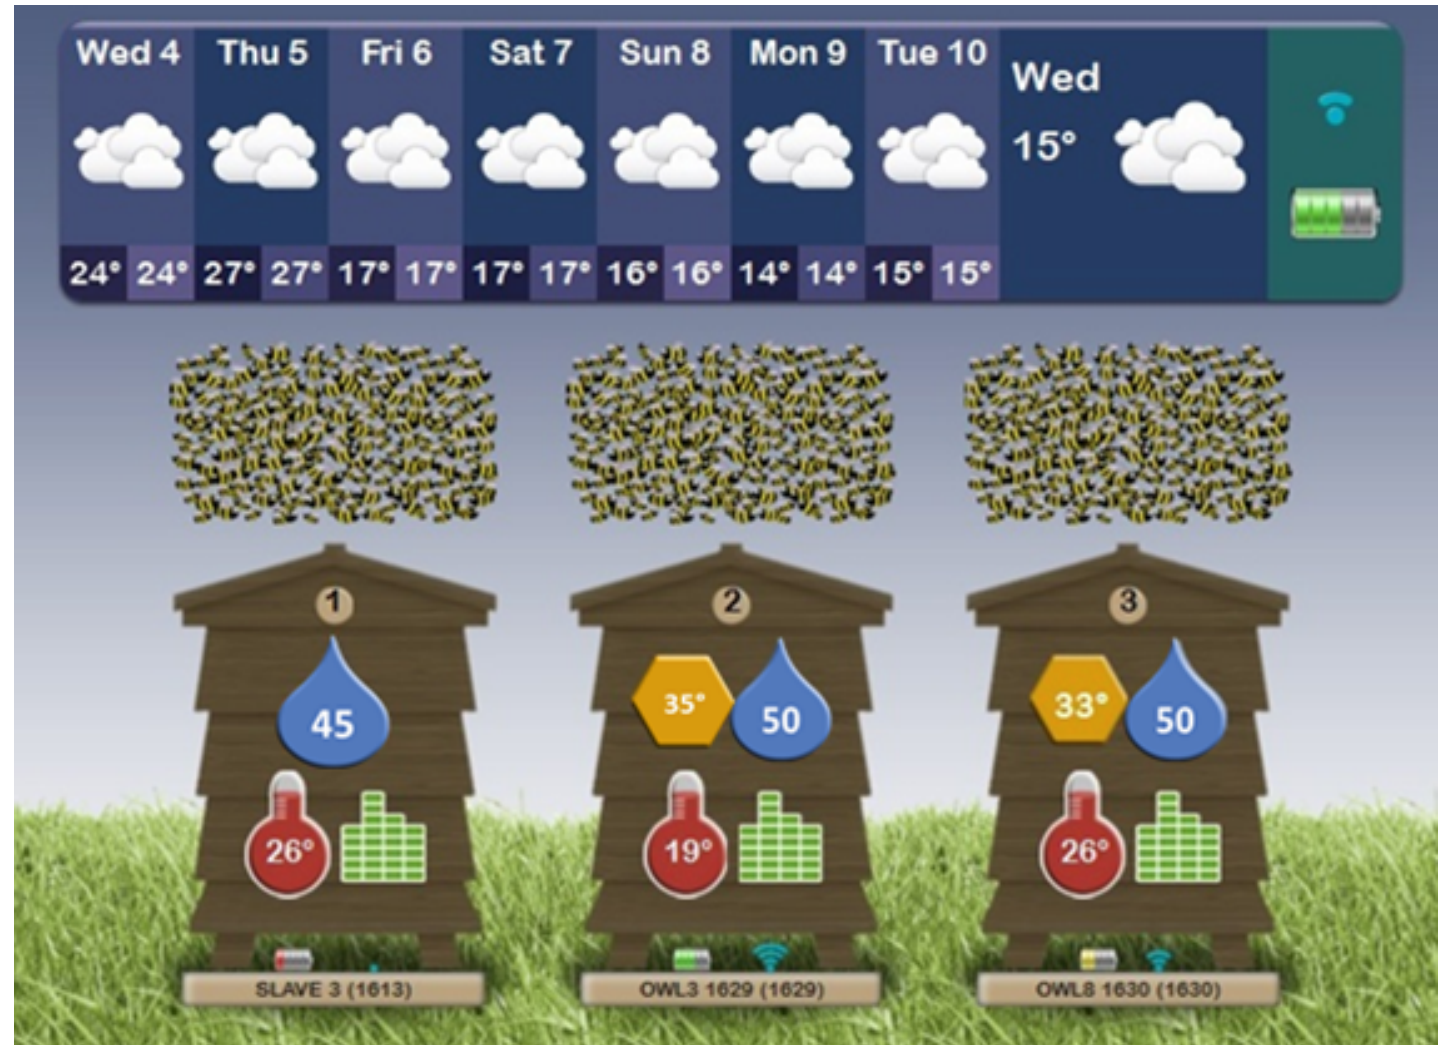 Wed 4 Thu 5 Fri 6 Sat 7 Sun 8 Mon 9 Tue 10
Wed
15°
24° 24° 27° 27° 17° 17° 17° 17° 16° 16° 14° 14° 15° 15°
1 2 3
45 35° 50 33° 50
26° 19° 26°
SLAVE 3 (1613) OWL3 1629 (1629) OWL8 1630 (1630)